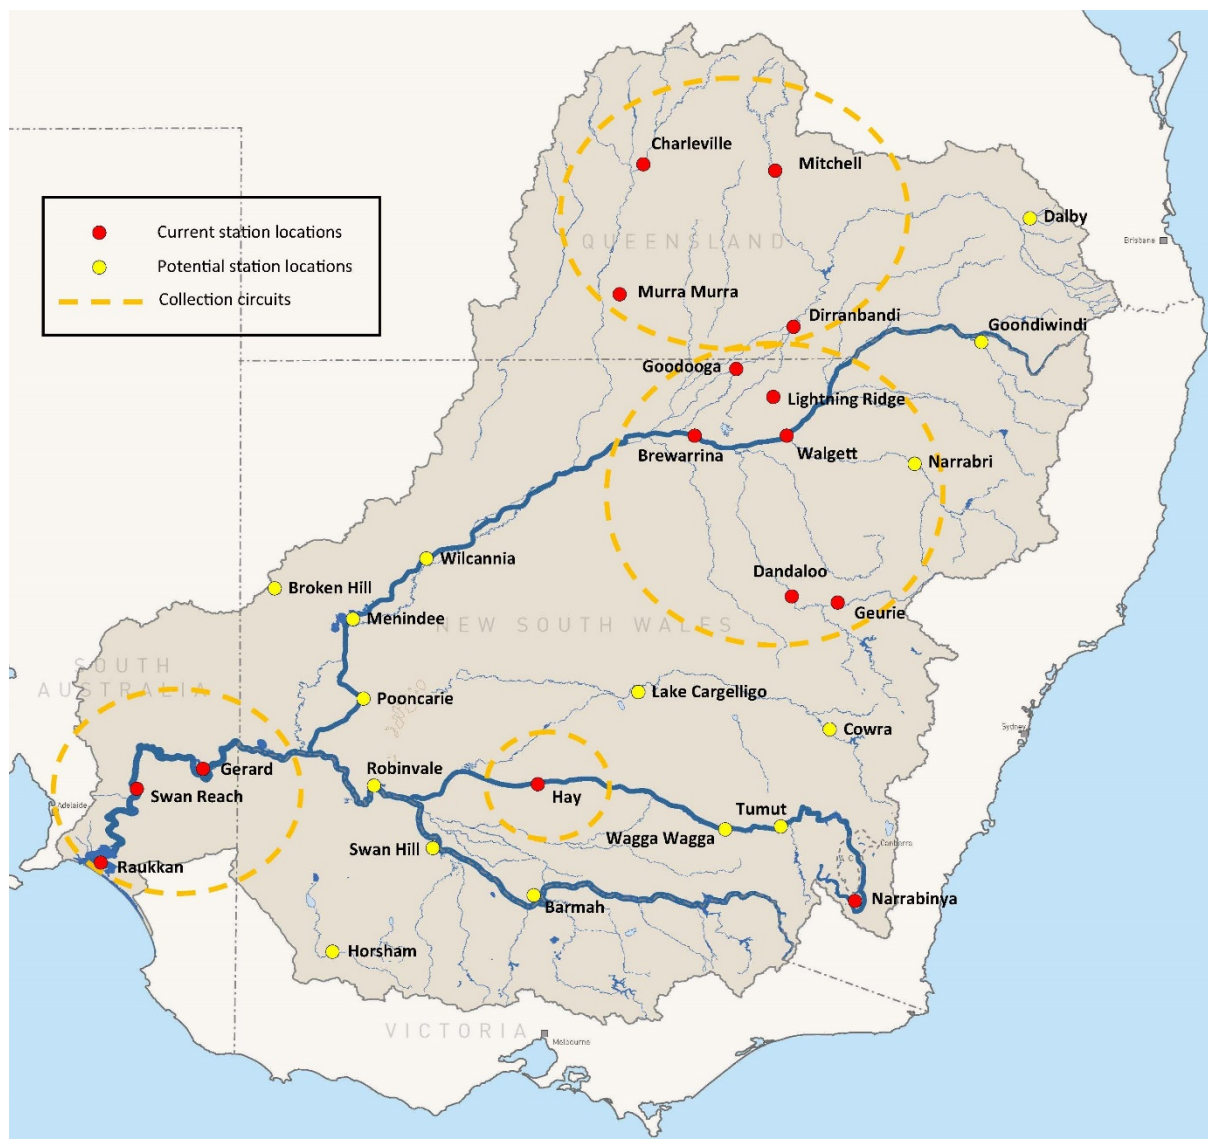 Charleville
Mitchell
Current station locations
Potential station locations
Collection circuits
Dalby
QUEENSLAND
Brisbane
Murra Murra
Dirranbandi
Goondiwindi
Goodooga
Lightning Ridge
Brewarrina
Walgett
Narrabri
Wilcannia
Dandaloo
Broken Hill
Geurie
Menindee
NEW SOUTH WALES
SOUTH
AUSTRALIA
Lake Cargelligo
Pooncarie
Cowra
Sydney
Gerard
Robinvale
Swan Reach
Hay
Adelaide
Tumut
Wagga Wagga
Swan Hill
Canberra
Raukkan
Narrabinya
Barmah
Horsham
VICTORIA
Melbourne